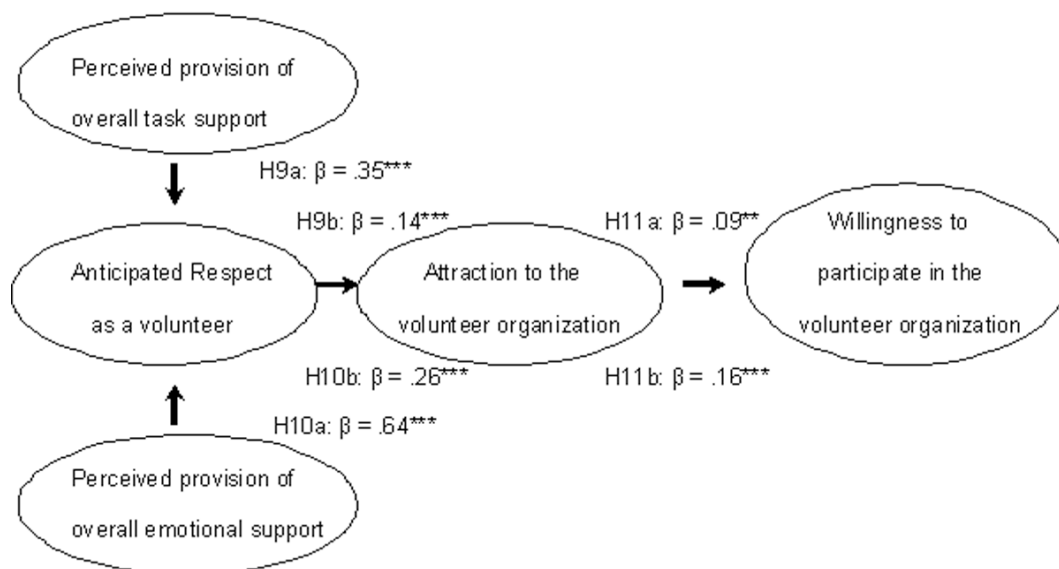 Perceived provision of
overall task support
H9a: β = .35***
H9b: β = .14***
H11a: β = .09**
Anticipated Respect
as a volunteer
Attraction to the
volunteer organization
Willingness to
participate in the
volunteer organization
H10b: β = .26***
H11b: β = .16***
H10a: β = .64***
Perceived provision of
overall emotional support